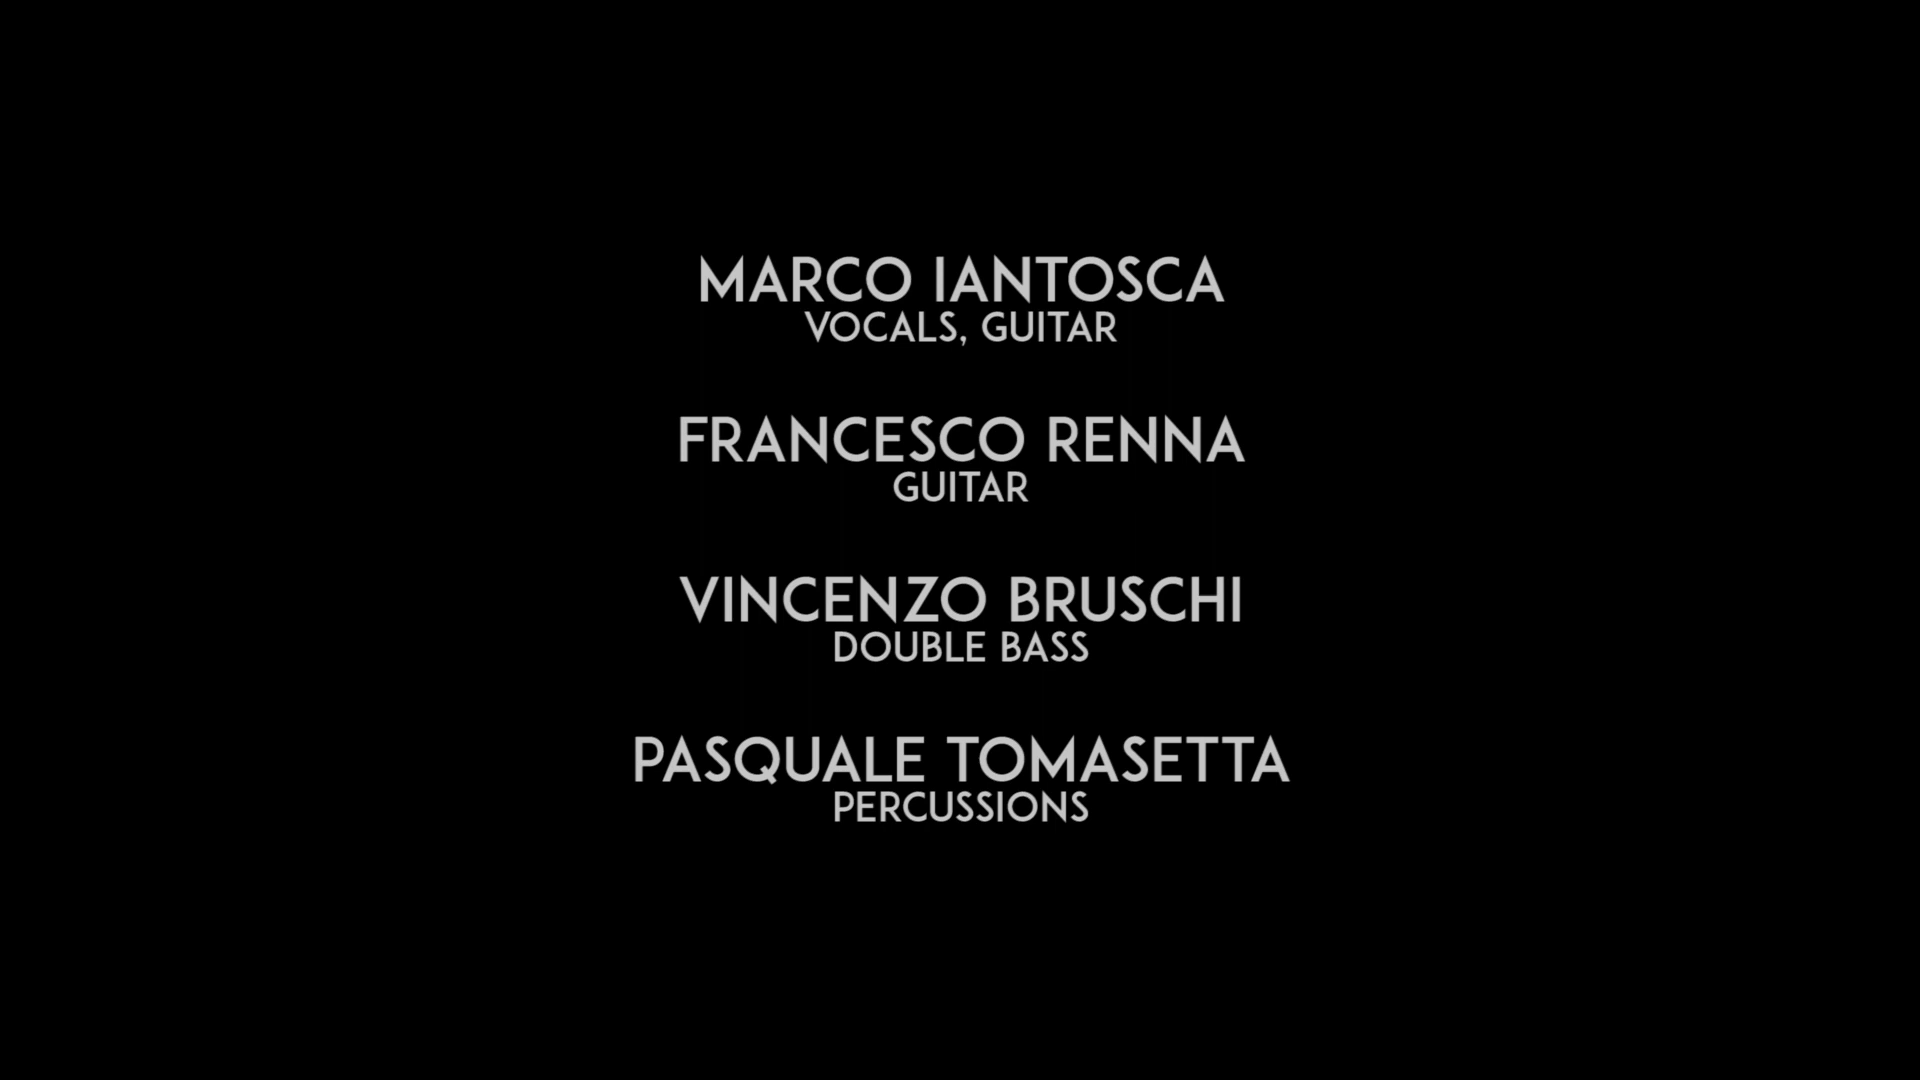 MARCO IANTOSCA
VOCALS, GUITAR
FRANCESCO RENNA
GUITAR
VINCENZO BRUSCHI
DOUBLE BASS
PASQUALE TOMASETTA
PERCUSSIONS